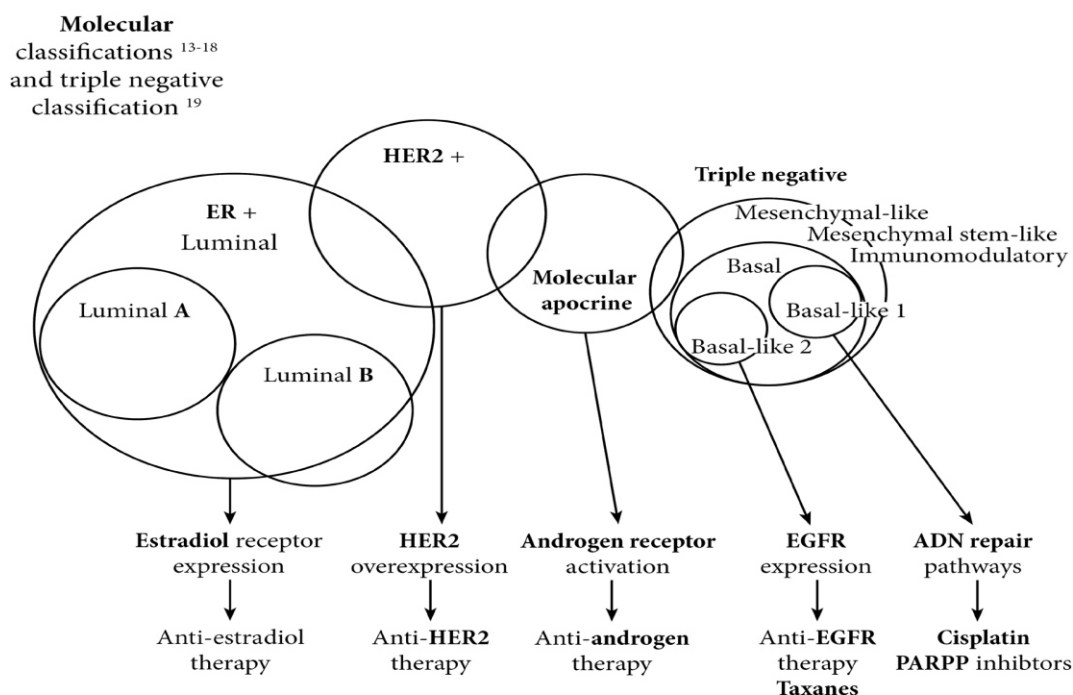 Molecular
classifications 13-18
and triple negative
classification 19
HER2 +
Triple negative
ER +
Luminal
Mesenchymal-like
Mesenchymal stem-like
Immunomodulatory
Basal
Molecular
apocrine
Luminal A
Basal-like 1
Basal-like 2
Luminal B
Estradiol receptor
expression
HER2
overexpression
Androgen receptor
activation
EGFR
expression
ADN repair
pathways
Anti-estradiol
therapy
Anti-HER2
therapy
Anti-androgen
therapy
Anti-EGFR
therapy
Taxanes
Cisplatin
PARPP inhibtors